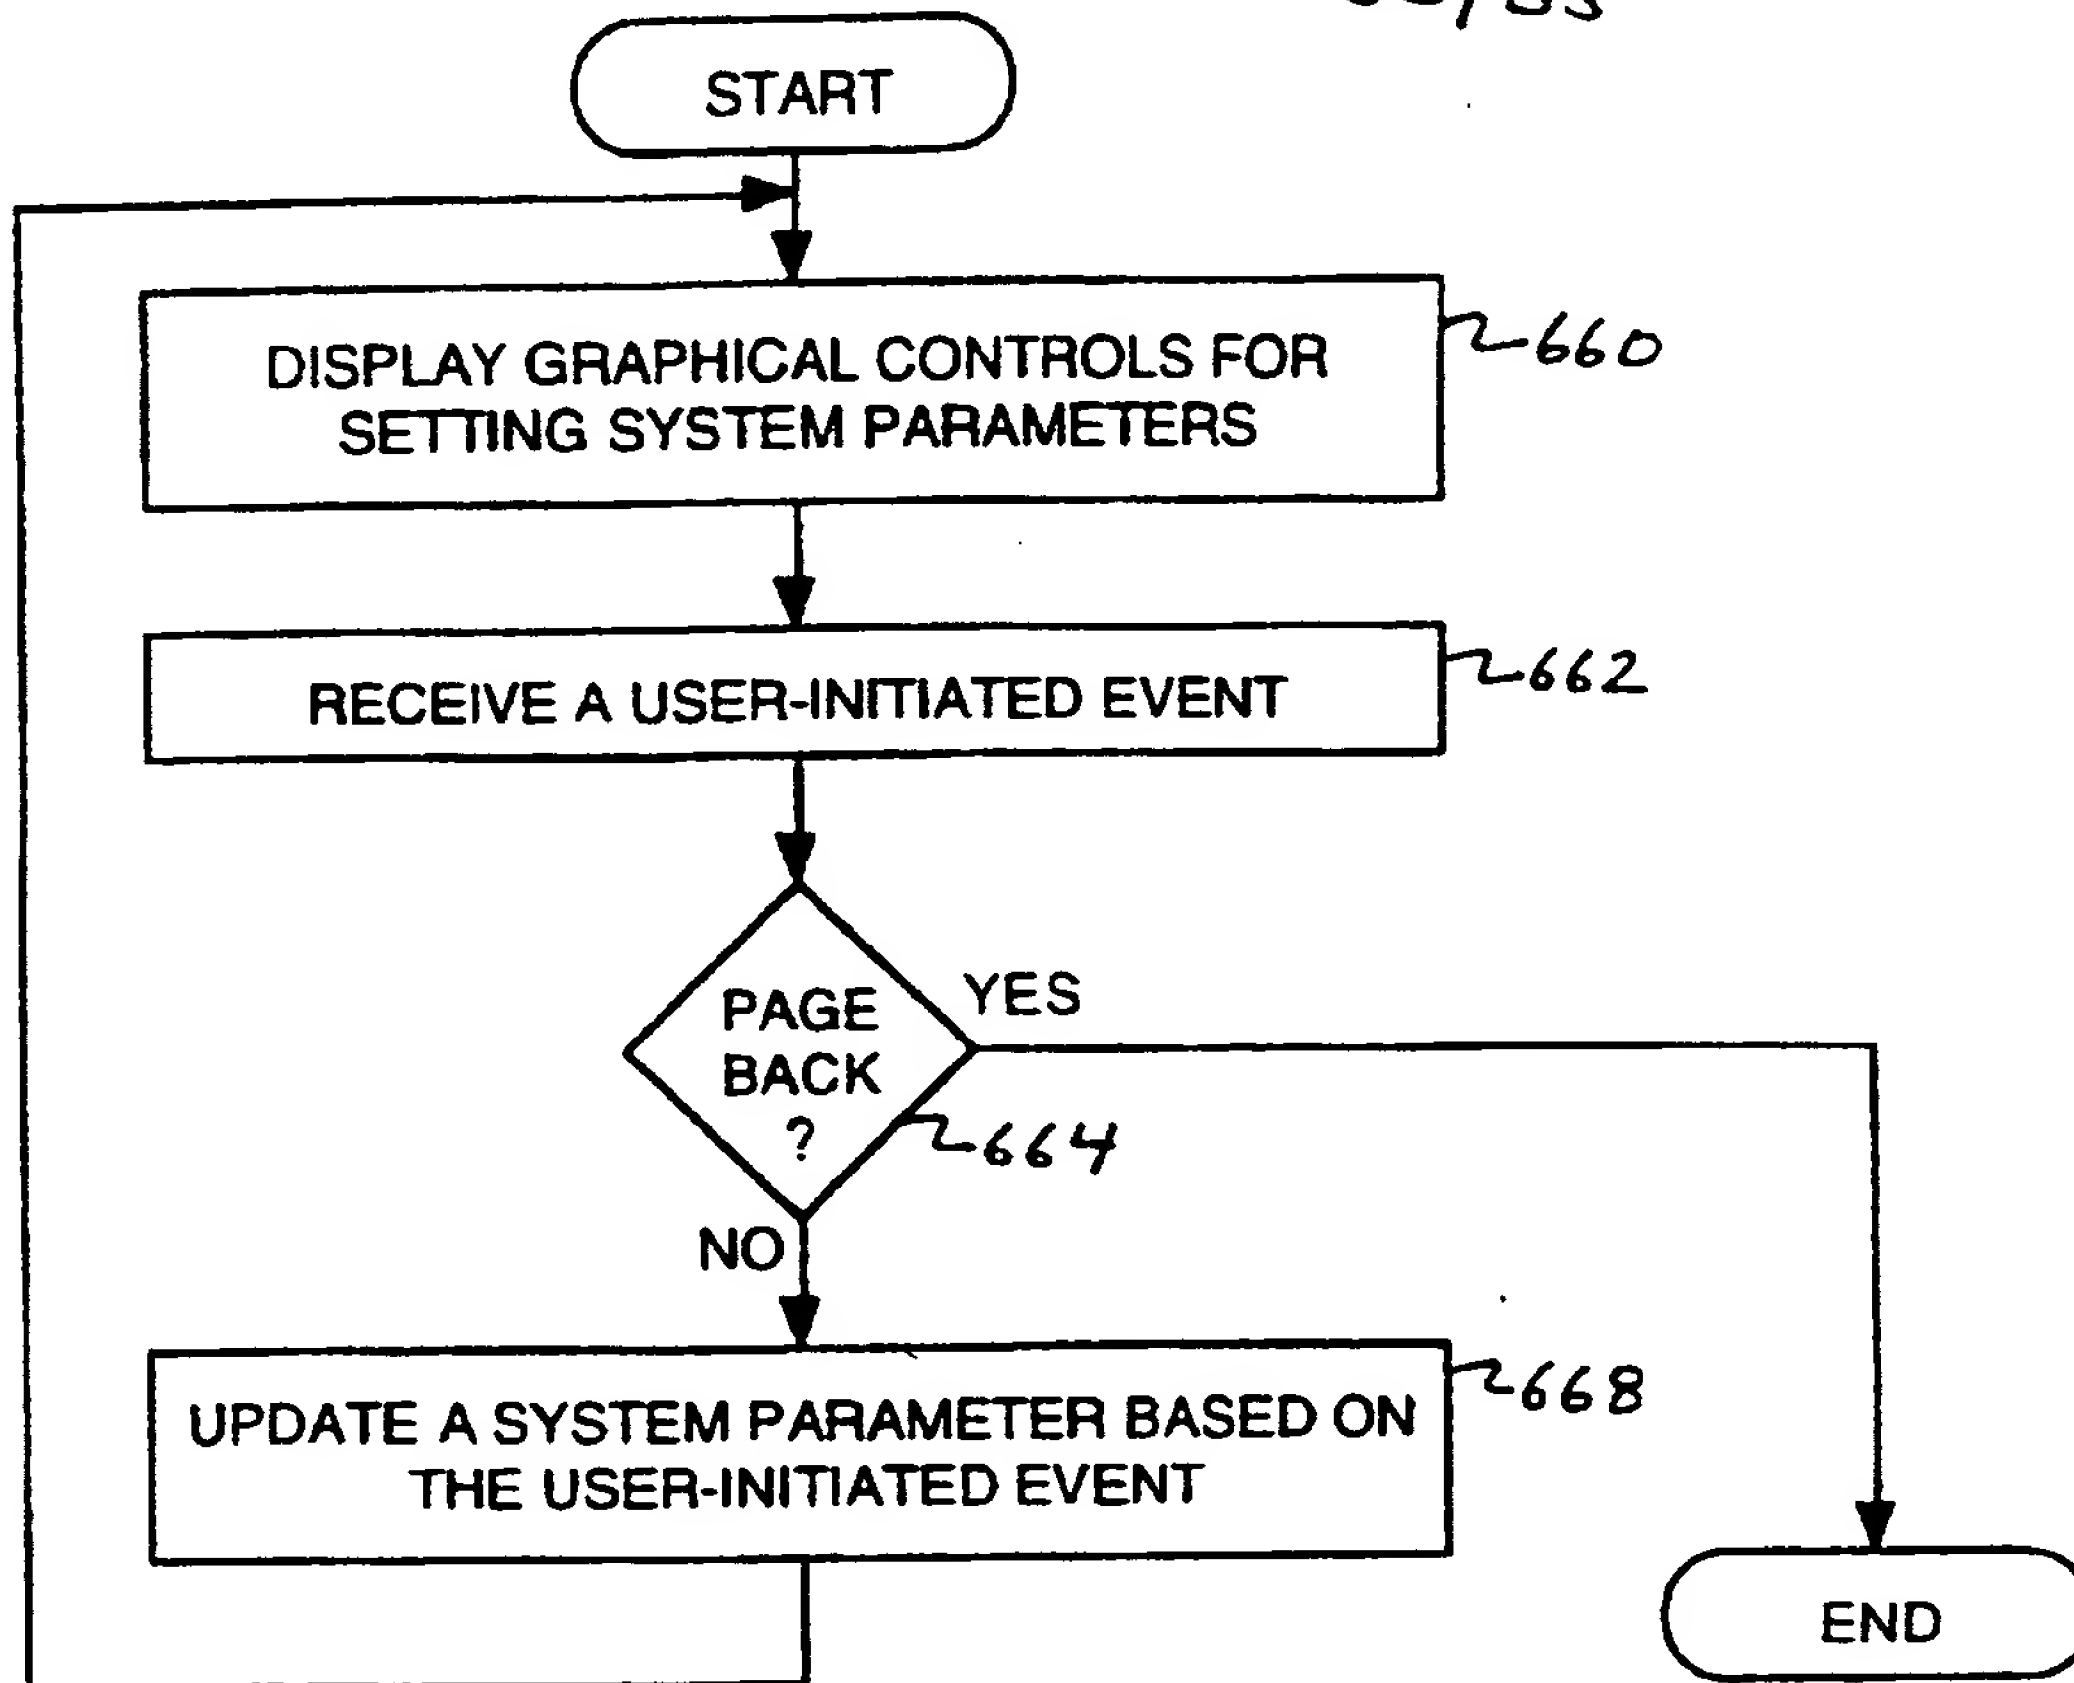 START
DISPLAY GRAPHICAL CONTROLS FOR
SETTING SYSTEM PARAMETERS
660
RECEIVE A USER-INITIATED EVENT
662
PAGE
BACK
?
YES
664
NO
UPDATE A SYSTEM PARAMETER BASED ON
THE USER-INITIATED EVENT
668
END